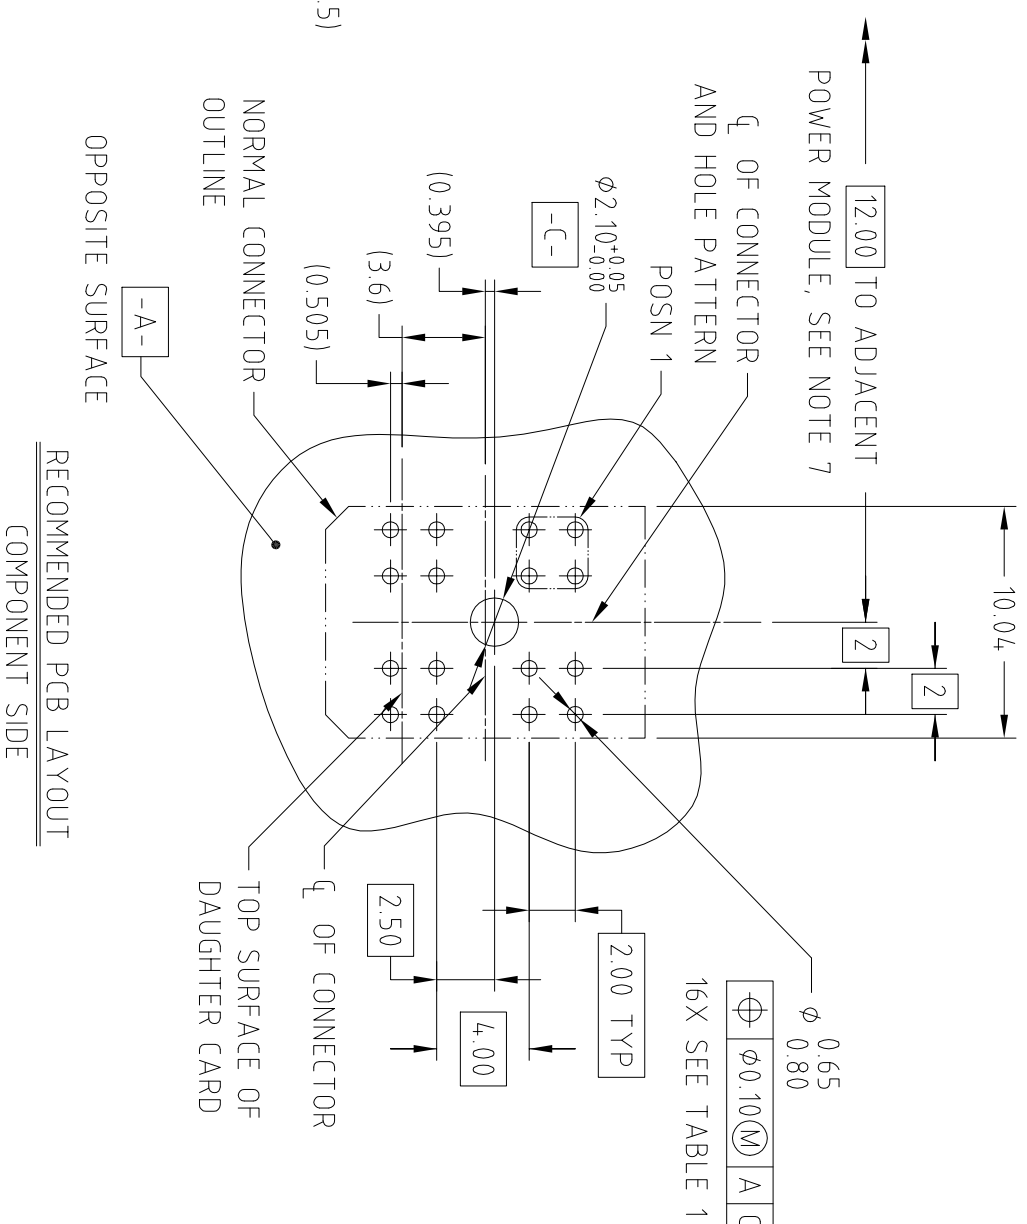 10.04
2
12.00 TO ADJACENT
POWER MODULE, SEE NOTE 7
2
Ø 0.65
0.80
⌖ Ø0.10Ⓜ A
16X SEE TABLE 1
℄ OF CONNECTOR
AND HOLE PATTERN
POSN 1
2.00 TYP
Ø2.10 +0.05
-0.00
-C-
4.00
(0.395)
2.50
(3.6)
(0.505)
.5)
℄ OF CONNECTOR
NORMAL CONNECTOR
OUTLINE
TOP SURFACE OF
DAUGHTER CARD
-A-
OPPOSITE SURFACE
RECOMMENDED PCB LAYOUT
COMPONENT SIDE